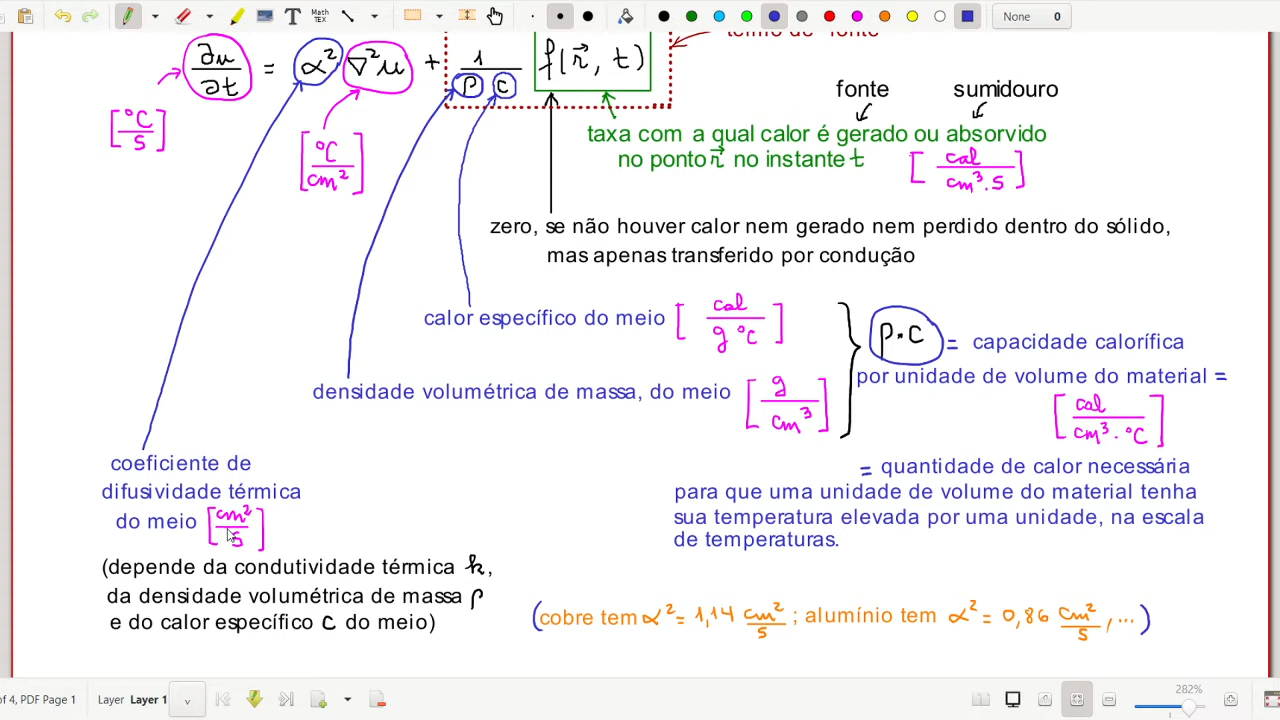 Math
TEX
None 0
termo de fonte
∂u/∂t = α² ∇²u + 1/(ρ c) f(r⃗, t)
[°C/s]
[°C/cm²]
fonte sumidouro
taxa com a qual calor é gerado ou absorvido
no ponto r⃗ no instante t [cal/cm³.s]
zero, se não houver calor nem gerado nem perdido dentro do sólido,
mas apenas transferido por condução
calor específico do meio [cal/g °C]
ρ.c = capacidade calorífica
por unidade de volume do material =
densidade volumétrica de massa, do meio [g/cm³]
[cal/cm³.°C]
coeficiente de
difusividade térmica
do meio [cm²/s]
= quantidade de calor necessária
para que uma unidade de volume do material tenha
sua temperatura elevada por uma unidade, na escala
de temperaturas.
(depende da condutividade térmica k,
da densidade volumétrica de massa ρ
e do calor específico c do meio)
(cobre tem α² = 1,14 cm²/s ; alumínio tem α² = 0,86 cm²/s , ...)
of 4, PDF Page 1
Layer Layer 1
282%